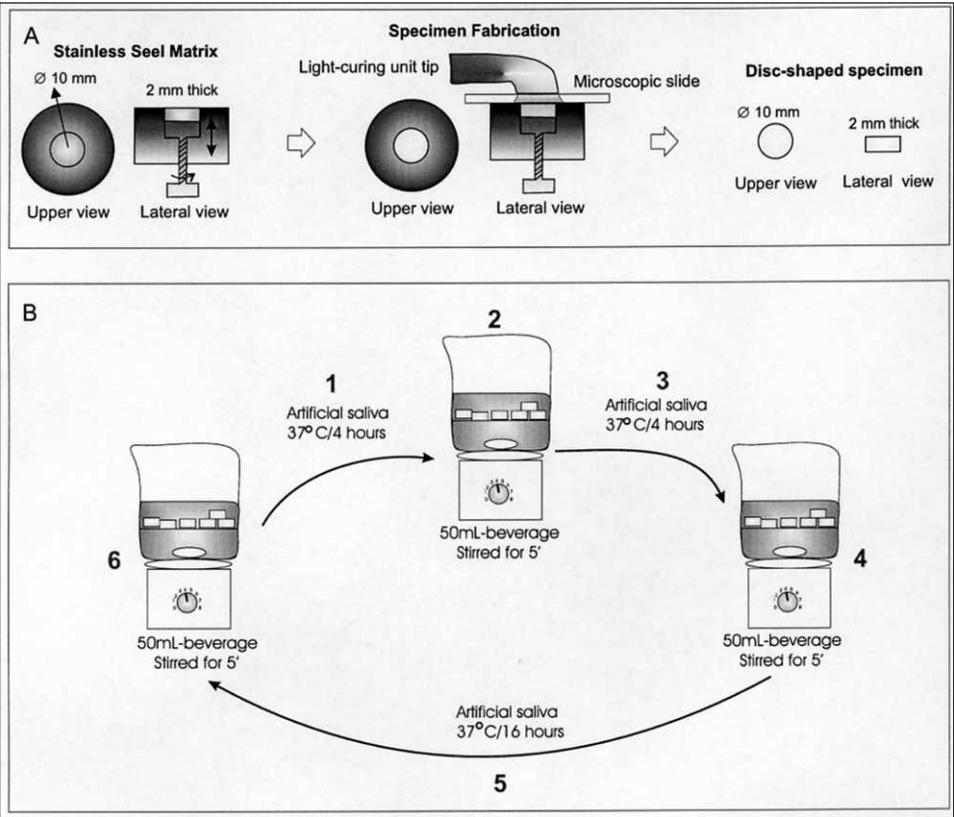 A
Stainless Seel Matrix
Ø 10 mm
2 mm thick
Upper view
Lateral view
Specimen Fabrication
Light-curing unit tip
Microscopic slide
Upper view
Lateral view
Disc-shaped specimen
Ø 10 mm
2 mm thick
Upper view
Lateral view
B
1
Artificial saliva
37°C/4 hours
2
50mL-beverage
Stirred for 5'
3
Artificial saliva
37°C/4 hours
4
50mL-beverage
Stirred for 5'
Artificial saliva
37°C/16 hours
5
6
50mL-beverage
Stirred for 5'